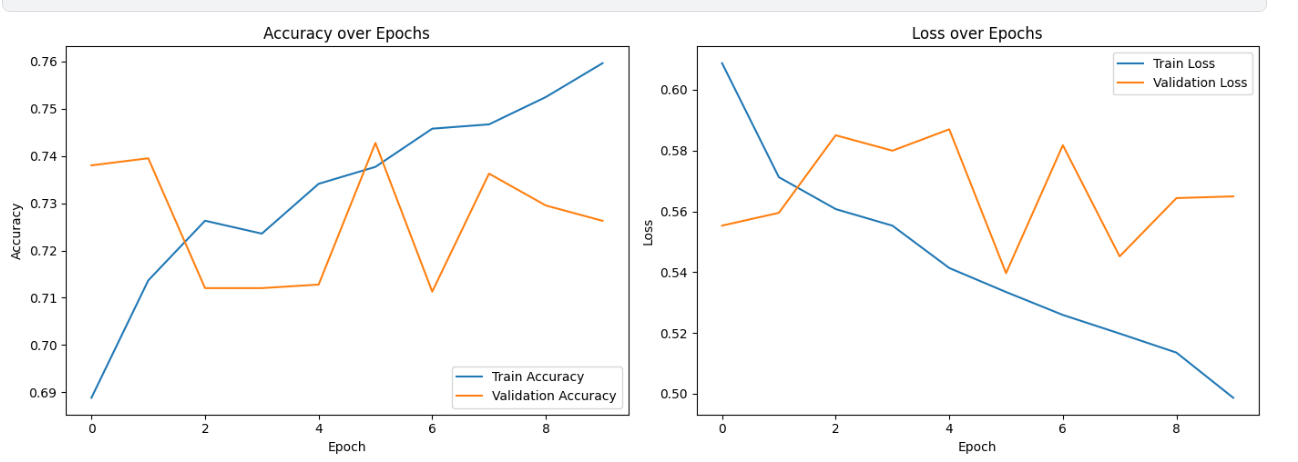 Accuracy over Epochs
0.76
0.75
0.74
0.73
0.72
0.71
0.70
0.69
Accuracy
0 2 4 6 8
Epoch
Train Accuracy
Validation Accuracy
Loss over Epochs
0.60
0.58
0.56
0.54
0.52
0.50
Loss
0 2 4 6 8
Epoch
Train Loss
Validation Loss